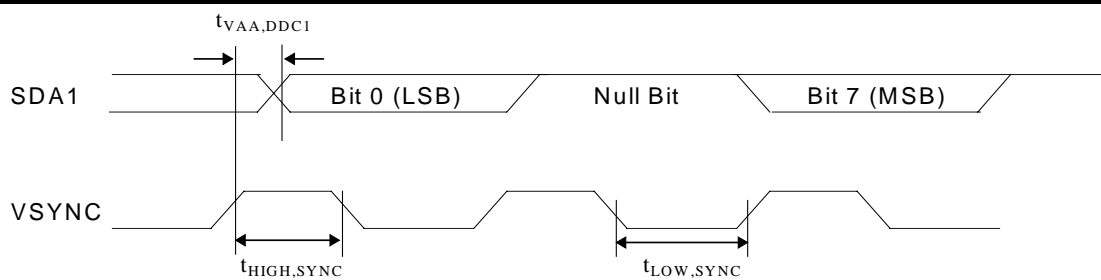 tVAA,DDC1
SDA1 Bit 0 (LSB) Null Bit Bit 7 (MSB)
VSYNC
tHIGH,SYNC tLOW,SYNC